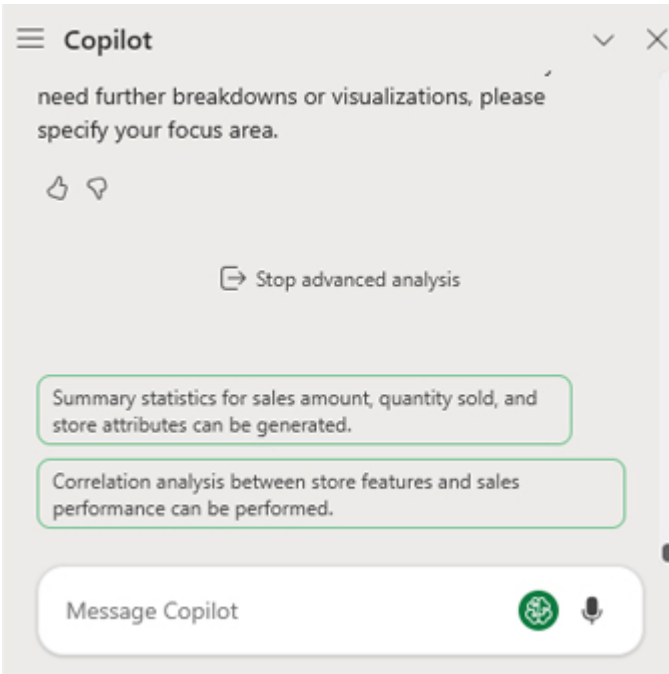 Copilot
need further breakdowns or visualizations, please
specify your focus area.
Stop advanced analysis
Summary statistics for sales amount, quantity sold, and
store attributes can be generated.
Correlation analysis between store features and sales
performance can be performed.
Message Copilot